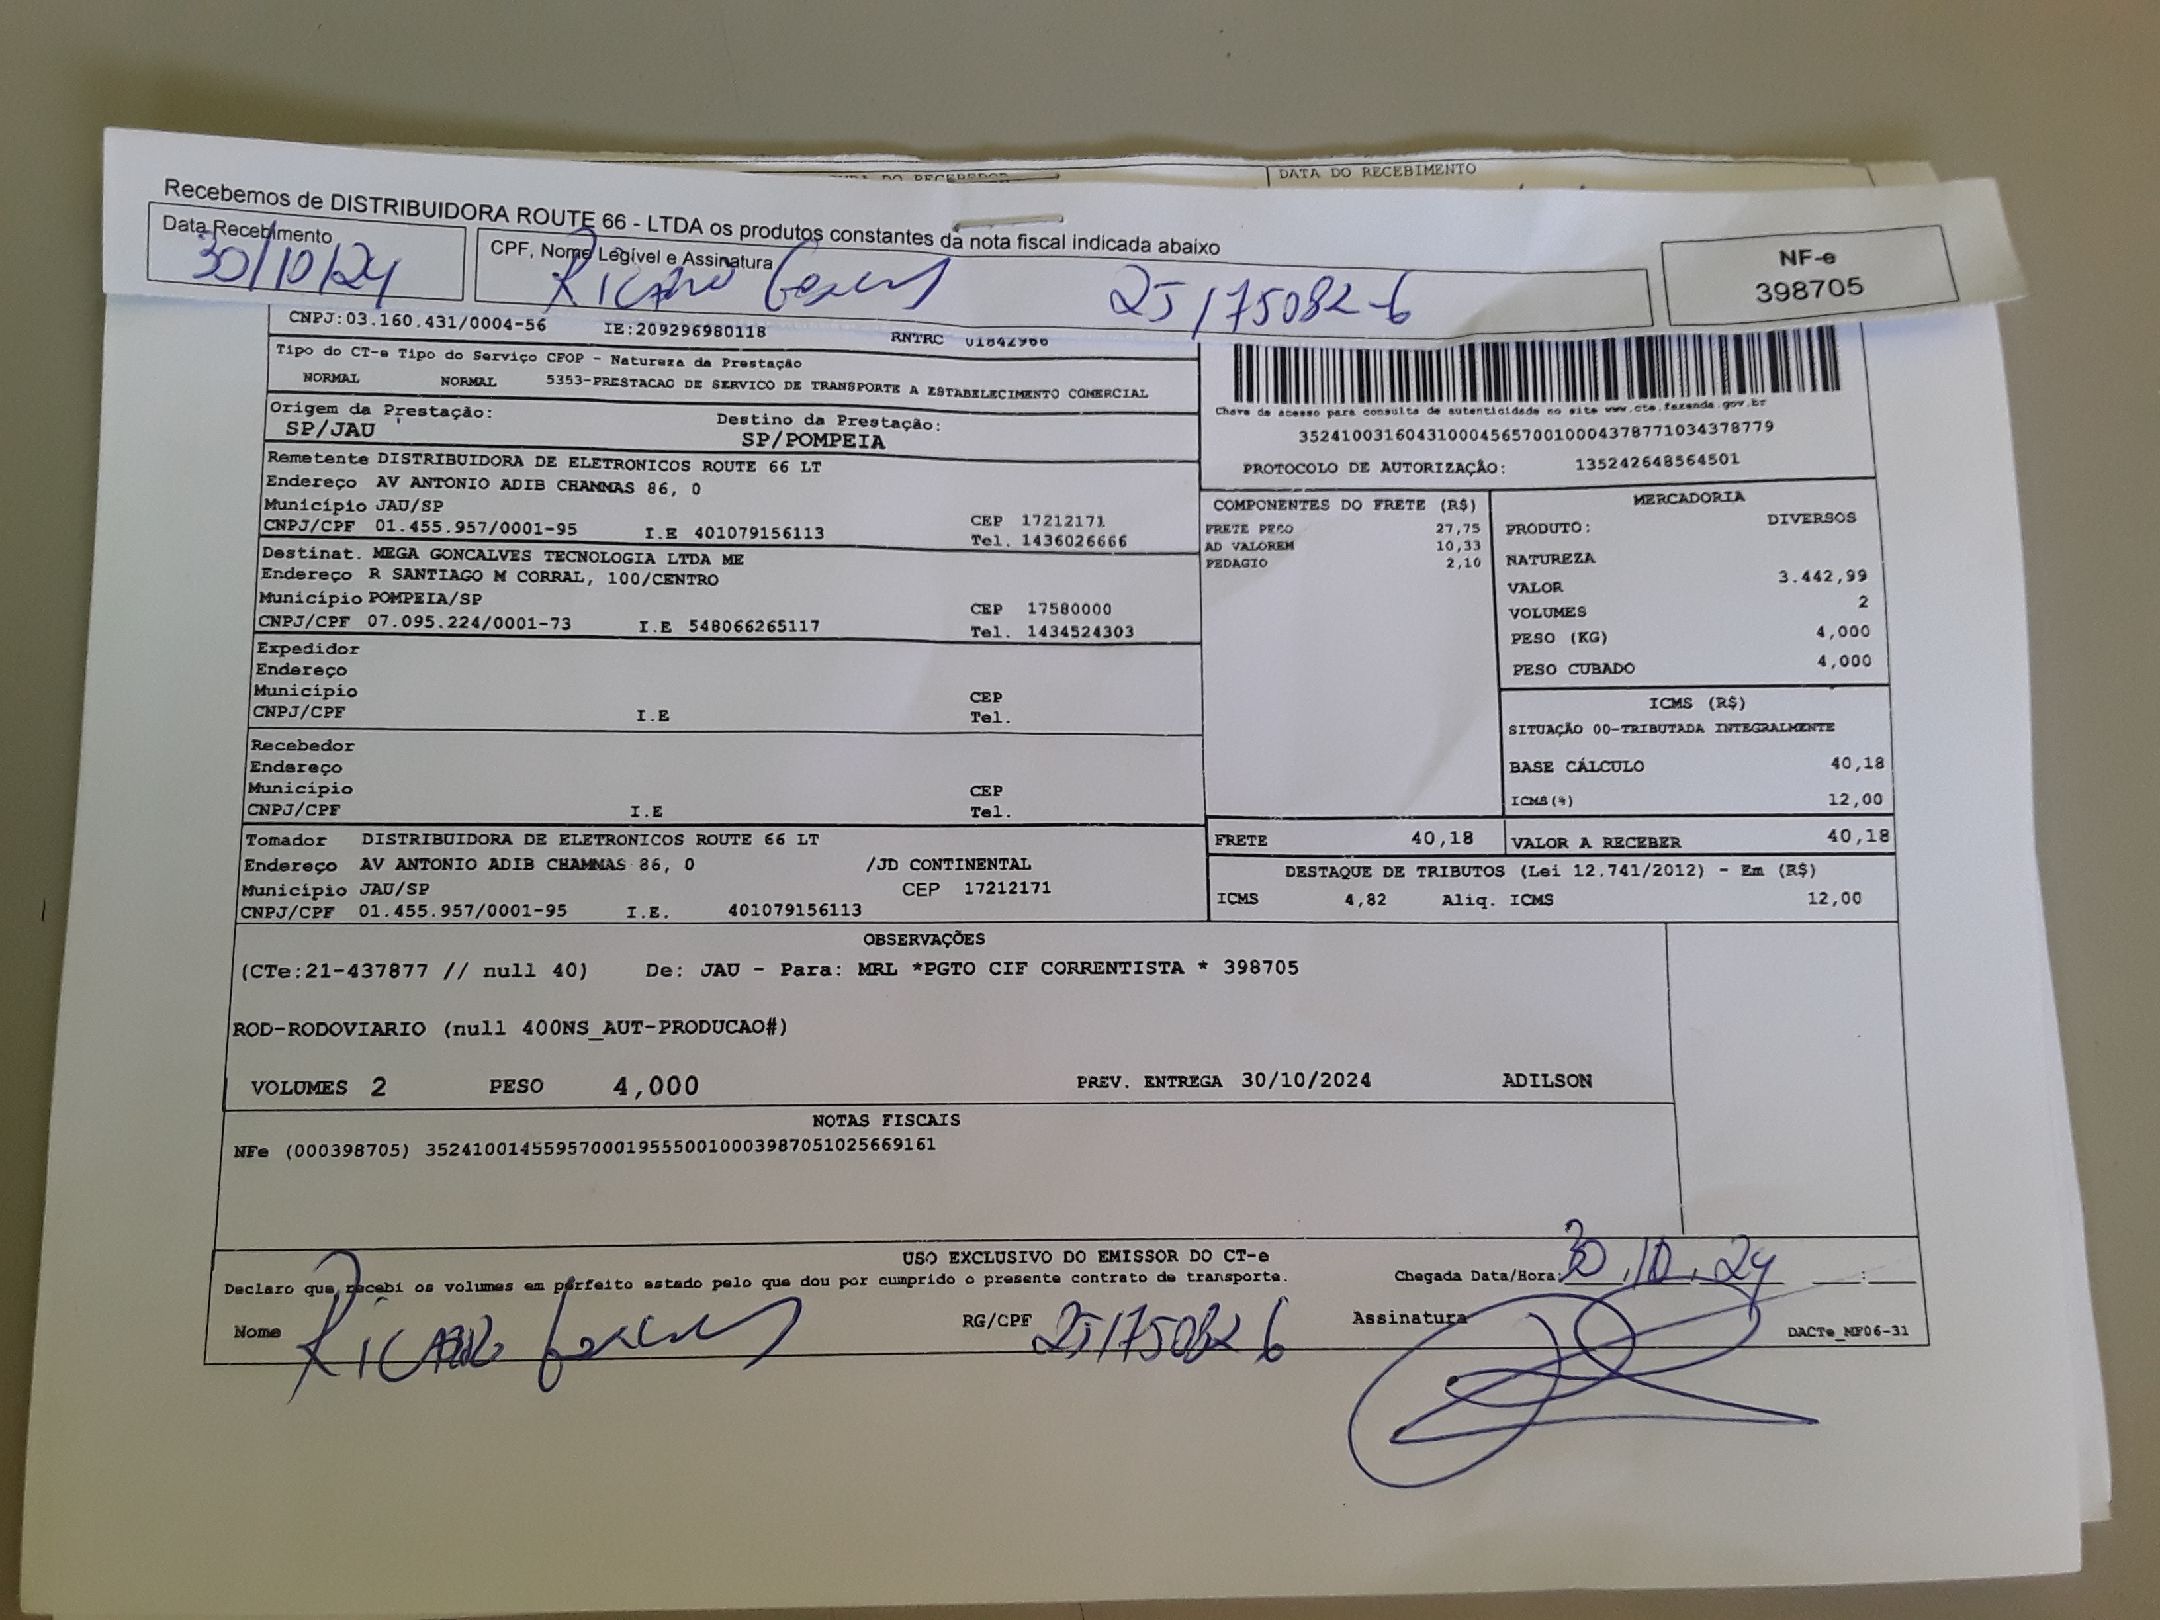 DATA DO RECEBIMENTO
Recebemos de DISTRIBUIDORA ROUTE 66 - LTDA os produtos constantes da nota fiscal indicada abaixo
Data Recebimento
30/10/24
CPF, Nome Legível e Assinatura
Ricardo
NF-e
398705
CNPJ:03.160.431/0004-56 IE:209296980118 RNTRC 01842966
Tipo do CT-e Tipo do Serviço CFOP - Natureza da Prestação
NORMAL NORMAL 5353-PRESTACAO DE SERVICO DE TRANSPORTE A ESTABELECIMENTO COMERCIAL
Origem da Prestação: Destino da Prestação:
SP/JAU SP/POMPEIA
Chave de acesso para consulta de autenticidade no site www.cte.fazenda.gov.br
35241003160431000456570010004378771034378779
PROTOCOLO DE AUTORIZAÇÃO: 135242648564501
Remetente DISTRIBUIDORA DE ELETRONICOS ROUTE 66 LT
Endereço AV ANTONIO ADIB CHAMMAS 86, 0
Município JAU/SP CEP 17212171
CNPJ/CPF 01.455.957/0001-95 I.E 401079156113 Tel. 1436026666
Destinat. MEGA GONCALVES TECNOLOGIA LTDA ME
Endereço R SANTIAGO M CORRAL, 100/CENTRO
Município POMPEIA/SP CEP 17580000
CNPJ/CPF 07.095.224/0001-73 I.E 548066265117 Tel. 1434524303
Expedidor
Endereço
Município CEP
CNPJ/CPF I.E Tel.
Recebedor
Endereço
Município CEP
CNPJ/CPF I.E Tel.
Tomador DISTRIBUIDORA DE ELETRONICOS ROUTE 66 LT
Endereço AV ANTONIO ADIB CHAMMAS 86, 0 /JD CONTINENTAL
Município JAU/SP CEP 17212171
CNPJ/CPF 01.455.957/0001-95 I.E. 401079156113
COMPONENTES DO FRETE (R$)
FRETE PESO 27,75
AD VALOREM 10,33
PEDAGIO 2,10
MERCADORIA
PRODUTO: DIVERSOS
NATUREZA
VALOR 3.442,99
VOLUMES 2
PESO (KG) 4,000
PESO CUBADO 4,000
ICMS (R$)
SITUAÇÃO 00-TRIBUTADA INTEGRALMENTE
BASE CÁLCULO 40,18
ICMS(%) 12,00
FRETE 40,18 VALOR A RECEBER 40,18
DESTAQUE DE TRIBUTOS (Lei 12.741/2012) - Em (R$)
ICMS 4,82 Aliq. ICMS 12,00
OBSERVAÇÕES
(CTe:21-437877 // null 40) De: JAU - Para: MRL *PGTO CIF CORRENTISTA * 398705
ROD-RODOVIARIO (null 400NS_AUT-PRODUCAO#)
VOLUMES 2 PESO 4,000 PREV. ENTREGA 30/10/2024 ADILSON
NOTAS FISCAIS
NFe (000398705) 35241001455957000195550010003987051025669161
USO EXCLUSIVO DO EMISSOR DO CT-e
Declaro que recebi os volumes em perfeito estado pelo que dou por cumprido o presente contrato de transporte. Chegada Data/Hora: 30.10.24 __:__
Nome Ricardo RG/CPF Assinatura
DACTe_MF06-31